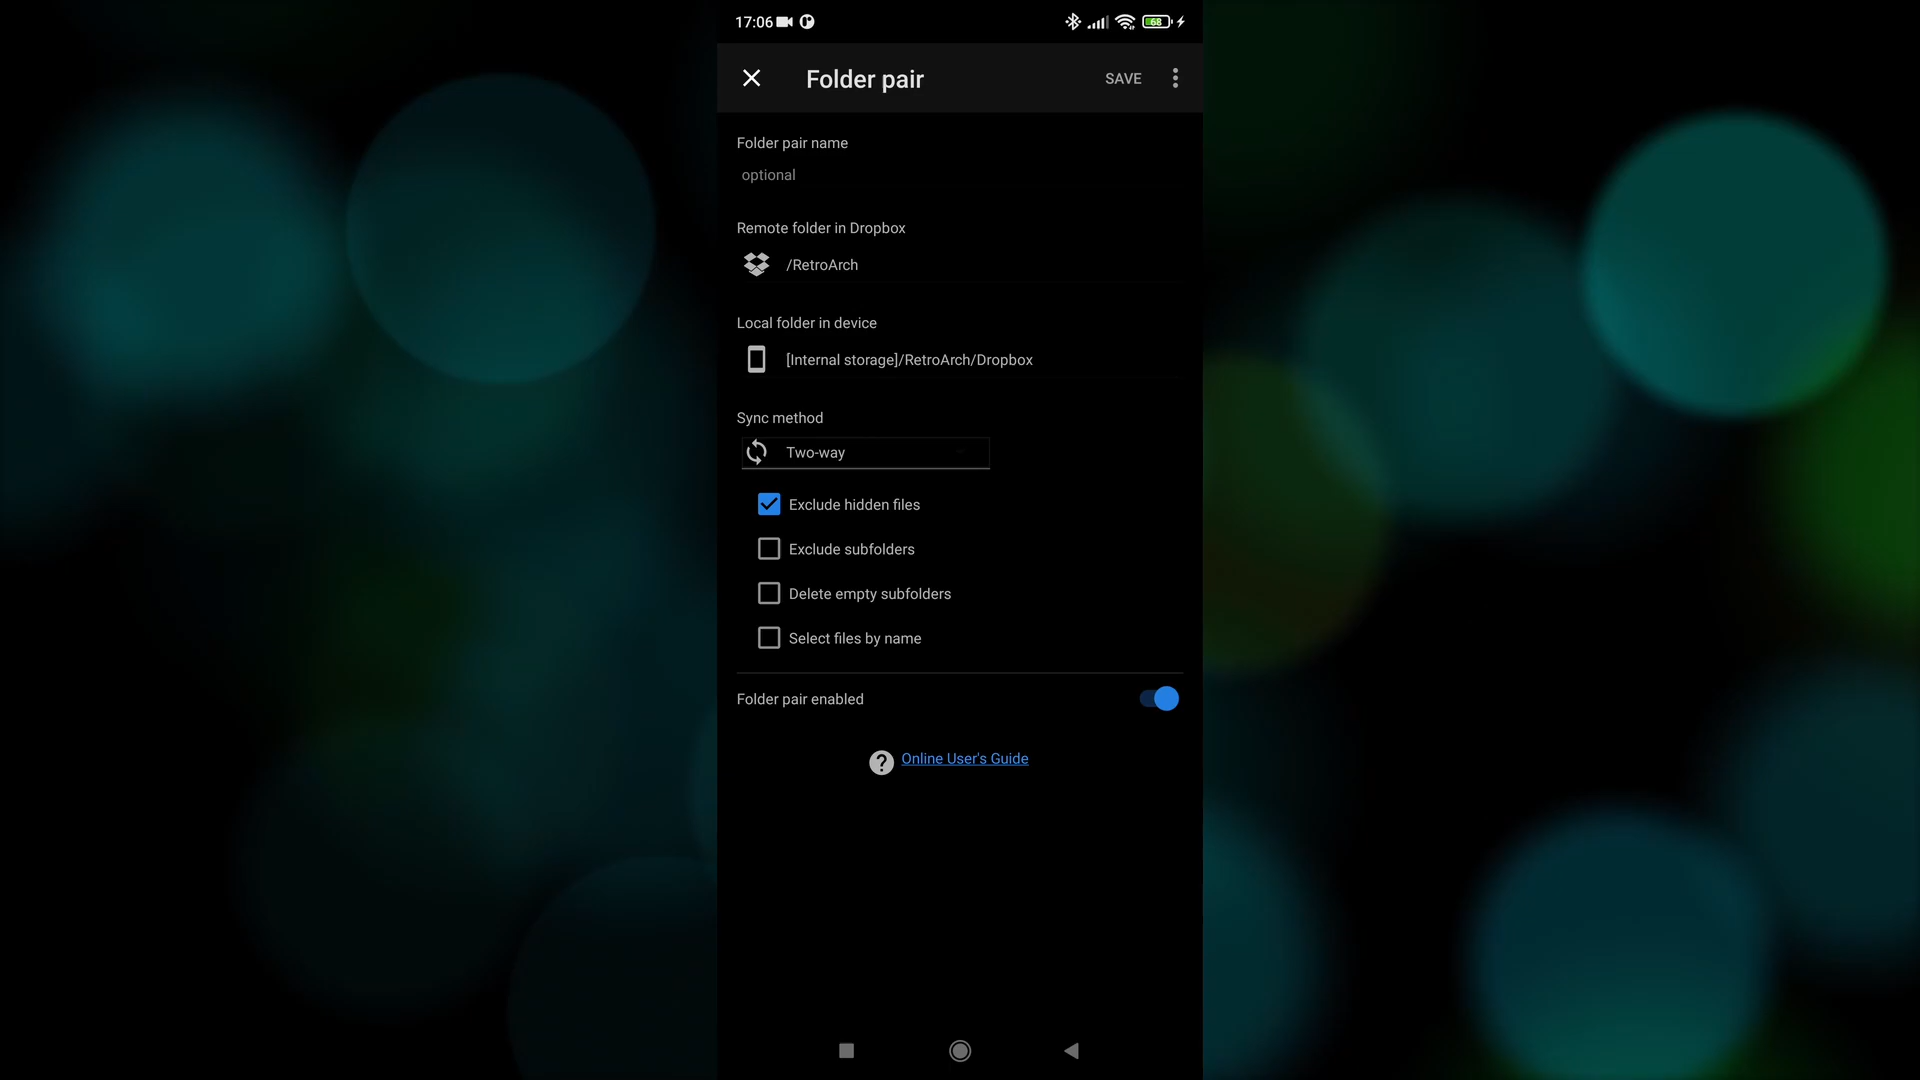 17:06
68
Folder pair
SAVE
Folder pair name
optional
Remote folder in Dropbox
/RetroArch
Local folder in device
[Internal storage]/RetroArch/Dropbox
Sync method
Two-way
Exclude hidden files
Exclude subfolders
Delete empty subfolders
Select files by name
Folder pair enabled
? Online User's Guide